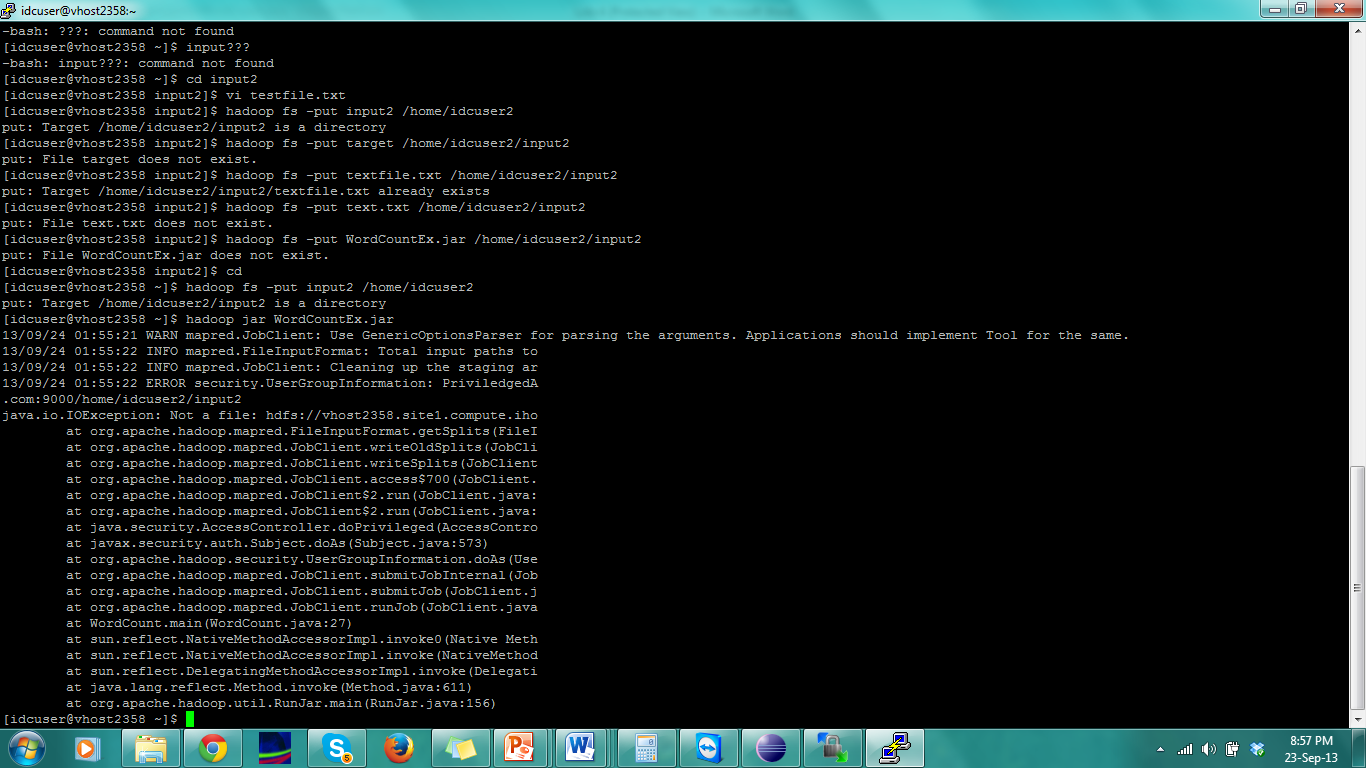 idcuser@vhost2358:~
-bash: ???: command not found
[idcuser@vhost2358 ~]$ input???
-bash: input???: command not found
[idcuser@vhost2358 ~]$ cd input2
[idcuser@vhost2358 input2]$ vi testfile.txt
[idcuser@vhost2358 input2]$ hadoop fs -put input2 /home/idcuser2
put: Target /home/idcuser2/input2 is a directory
[idcuser@vhost2358 input2]$ hadoop fs -put target /home/idcuser2/input2
put: File target does not exist.
[idcuser@vhost2358 input2]$ hadoop fs -put textfile.txt /home/idcuser2/input2
put: Target /home/idcuser2/input2/textfile.txt already exists
[idcuser@vhost2358 input2]$ hadoop fs -put text.txt /home/idcuser2/input2
put: File text.txt does not exist.
[idcuser@vhost2358 input2]$ hadoop fs -put WordCountEx.jar /home/idcuser2/input2
put: File WordCountEx.jar does not exist.
[idcuser@vhost2358 input2]$ cd
[idcuser@vhost2358 ~]$ hadoop fs -put input2 /home/idcuser2
put: Target /home/idcuser2/input2 is a directory
[idcuser@vhost2358 ~]$ hadoop jar WordCountEx.jar
13/09/24 01:55:21 WARN mapred.JobClient: Use GenericOptionsParser for parsing the arguments. Applications should implement Tool for the same.
13/09/24 01:55:22 INFO mapred.FileInputFormat: Total input paths to
13/09/24 01:55:22 INFO mapred.JobClient: Cleaning up the staging ar
13/09/24 01:55:22 ERROR security.UserGroupInformation: PriviledgedA
.com:9000/home/idcuser2/input2
java.io.IOException: Not a file: hdfs://vhost2358.site1.compute.iho
at org.apache.hadoop.mapred.FileInputFormat.getSplits(FileI
at org.apache.hadoop.mapred.JobClient.writeOldSplits(JobCli
at org.apache.hadoop.mapred.JobClient.writeSplits(JobClient
at org.apache.hadoop.mapred.JobClient.access$700(JobClient.
at org.apache.hadoop.mapred.JobClient$2.run(JobClient.java:
at org.apache.hadoop.mapred.JobClient$2.run(JobClient.java:
at java.security.AccessController.doPrivileged(AccessContro
at javax.security.auth.Subject.doAs(Subject.java:573)
at org.apache.hadoop.security.UserGroupInformation.doAs(Use
at org.apache.hadoop.mapred.JobClient.submitJobInternal(Job
at org.apache.hadoop.mapred.JobClient.submitJob(JobClient.j
at org.apache.hadoop.mapred.JobClient.runJob(JobClient.java
at WordCount.main(WordCount.java:27)
at sun.reflect.NativeMethodAccessorImpl.invoke0(Native Meth
at sun.reflect.NativeMethodAccessorImpl.invoke(NativeMethod
at sun.reflect.DelegatingMethodAccessorImpl.invoke(Delegati
at java.lang.reflect.Method.invoke(Method.java:611)
at org.apache.hadoop.util.RunJar.main(RunJar.java:156)
[idcuser@vhost2358 ~]$
8:57 PM
23-Sep-13